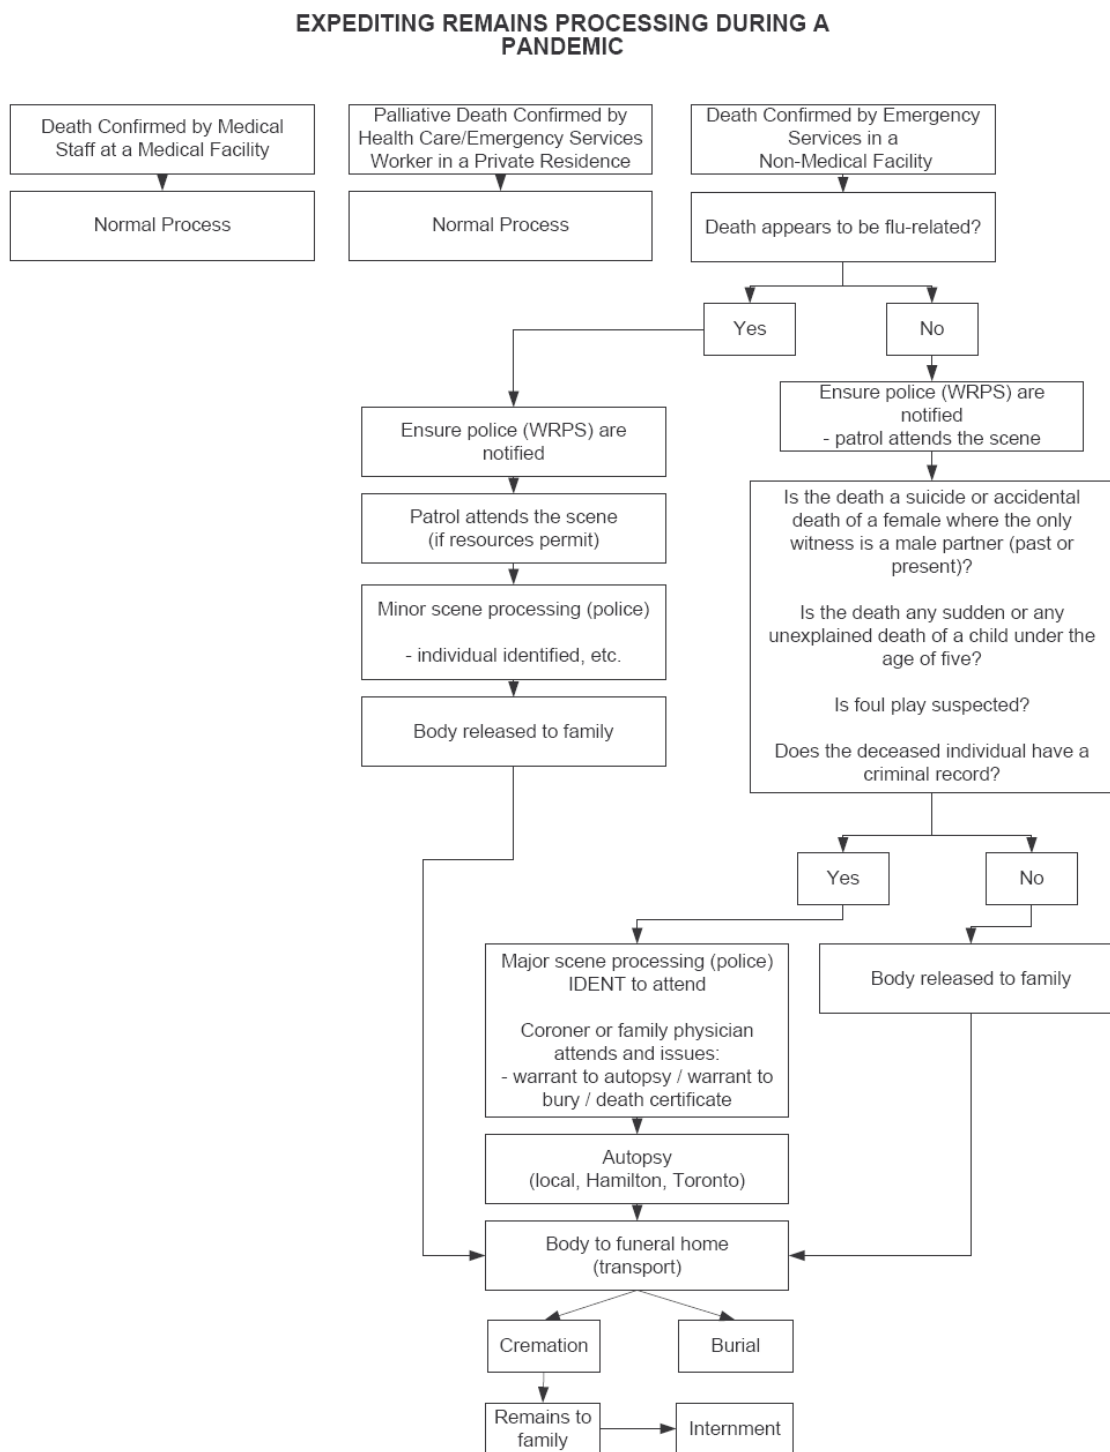 EXPEDITING REMAINS PROCESSING DURING A
PANDEMIC
Death Confirmed by Medical
Staff at a Medical Facility
Palliative Death Confirmed by
Health Care/Emergency Services
Worker in a Private Residence
Death Confirmed by Emergency
Services in a
Non-Medical Facility
Normal Process
Normal Process
Death appears to be flu-related?
Yes
No
Ensure police (WRPS) are
notified
- patrol attends the scene
Ensure police (WRPS) are
notified
Patrol attends the scene
(if resources permit)
Minor scene processing (police)
- individual identified, etc.
Body released to family
Is the death a suicide or accidental
death of a female where the only
witness is a male partner (past or
present)?
Is the death any sudden or any
unexplained death of a child under the
age of five?
Is foul play suspected?
Does the deceased individual have a
criminal record?
Yes
No
Major scene processing (police)
IDENT to attend
Coroner or family physician
attends and issues:
- warrant to autopsy / warrant to
bury / death certificate
Body released to family
Autopsy
(local, Hamilton, Toronto)
Body to funeral home
(transport)
Cremation
Burial
Remains to
family
Internment